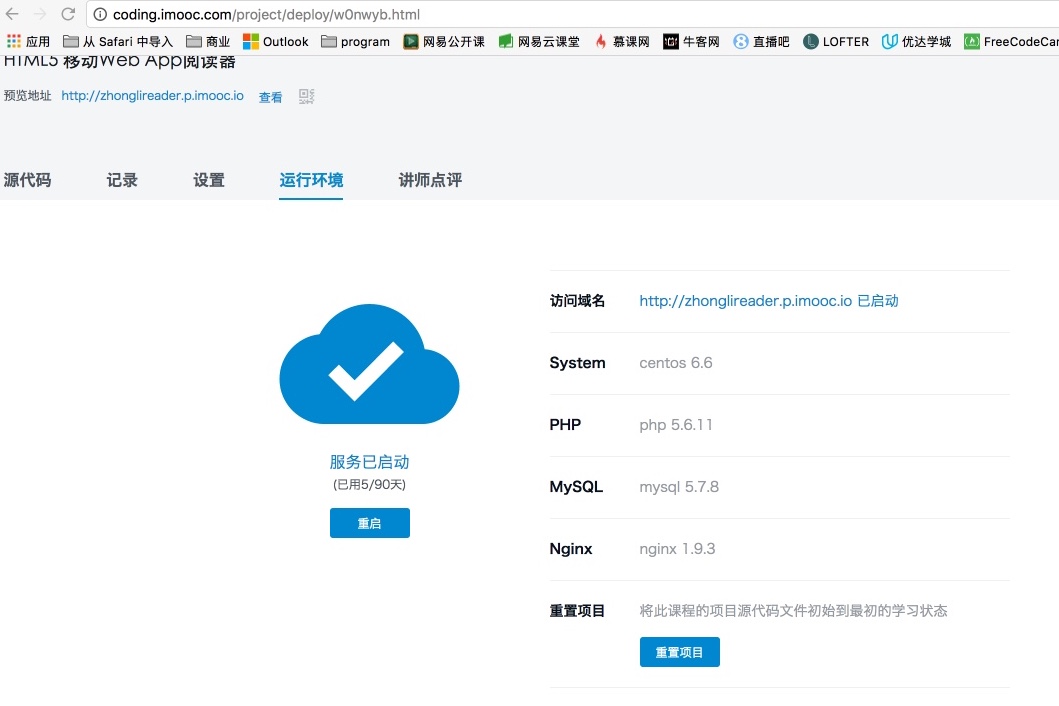 coding.imooc.com/project/deploy/w0nwyb.html
应用 从 Safari 中导入 商业 Outlook program 网易公开课 网易云课堂 慕课网 牛客网 直播吧 LOFTER 优达学城 FreeCodeCam
HTML5 移动Web App阅读器
预览地址 http://zhonglireader.p.imooc.io 查看
源代码 记录 设置 运行环境 讲师点评
访问域名 http://zhonglireader.p.imooc.io 已启动
System centos 6.6
PHP php 5.6.11
服务已启动
(已用5/90天)
重启
MySQL mysql 5.7.8
Nginx nginx 1.9.3
重置项目 将此课程的项目源代码文件初始到最初的学习状态
重置项目